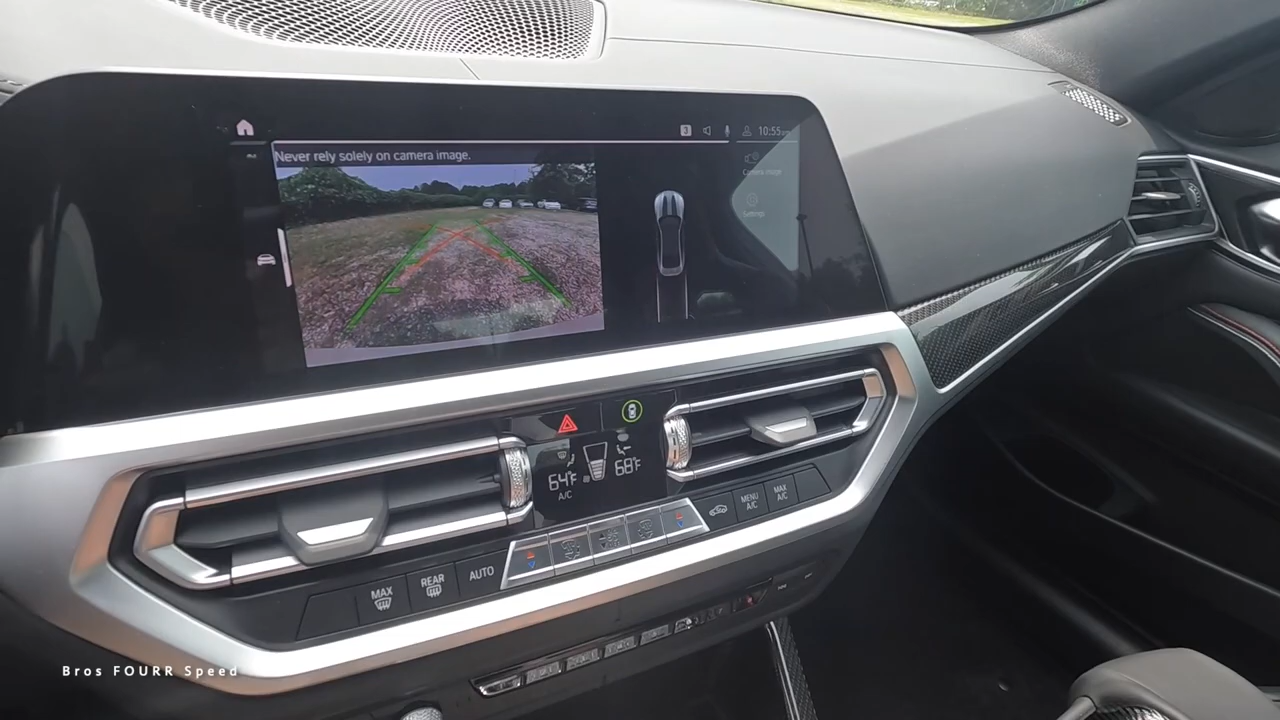 3
10:55
Never rely solely on camera image.
Camera image
Settings
64°F
68°F
A/C
MAX
REAR
AUTO
MENU
A/C
MAX
A/C
Bros FOURR Speed